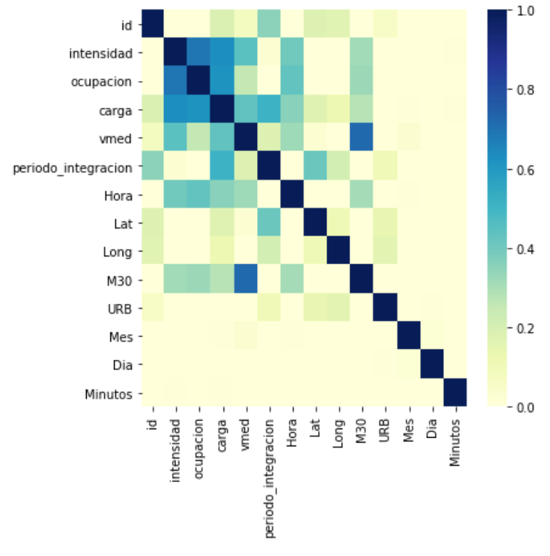 id
intensidad
ocupacion
carga
vmed
periodo_integracion
Hora
Lat
Long
M30
URB
Mes
Dia
Minutos
id
intensidad
ocupacion
carga
vmed
periodo_integracion
Hora
Lat
Long
M30
URB
Mes
Dia
Minutos
1.0
0.8
0.6
0.4
0.2
0.0